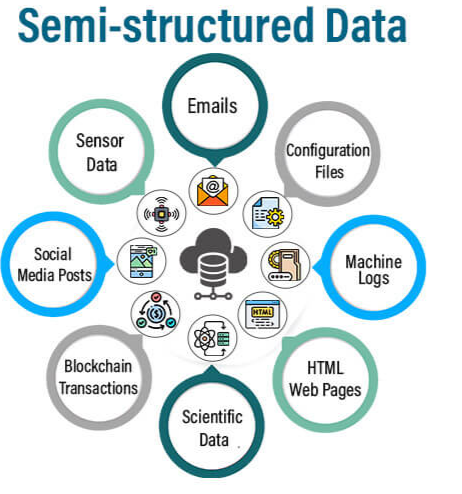 Semi-structured Data
Emails
Configuration
Files
Machine
Logs
HTML
Web Pages
Scientific
Data
Blockchain
Transactions
Social
Media Posts
Sensor
Data
@
HTML
$